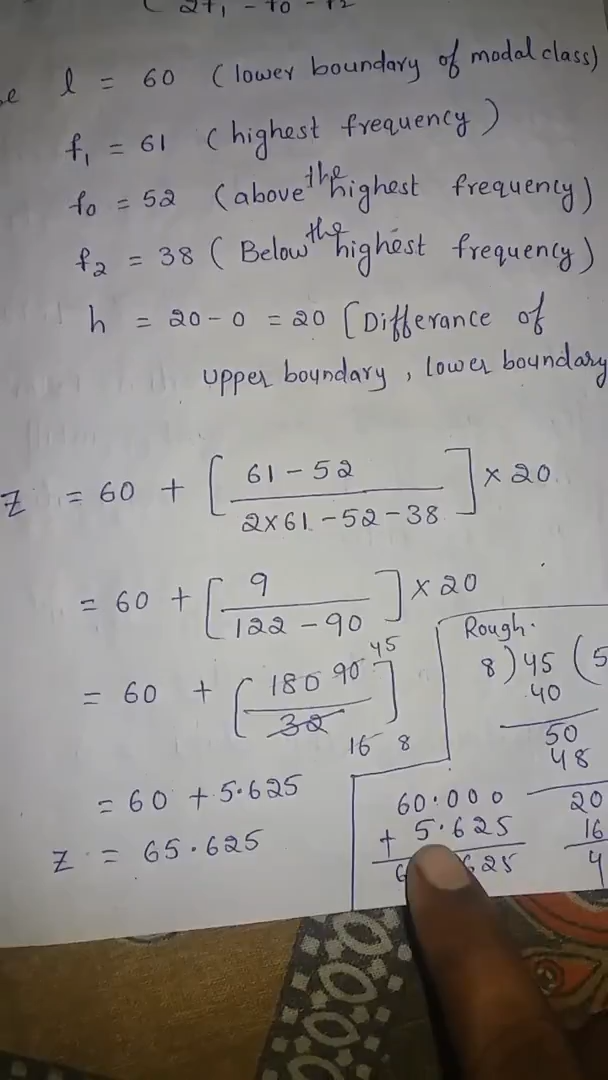 2f₁ - f₀ - f₂
l = 60 (lower boundary of modal class)
f₁ = 61 (highest frequency)
f₀ = 52 (above the highest frequency)
f₂ = 38 (Below the highest frequency)
h = 20 - 0 = 20 [Differance of
upper boundary, lower boundary
Z = 60 + [ 61 - 52 / 2×61 - 52 - 38 ] × 20
= 60 + [ 9 / 122 - 90 ] × 20
= 60 + ( 180 90 45 / 32 16 8 ]
= 60 + 5.625
Z = 65.625
Rough.
8 ) 45 ( 5
40
50
48
20
16
4
60.000
+ 5.625